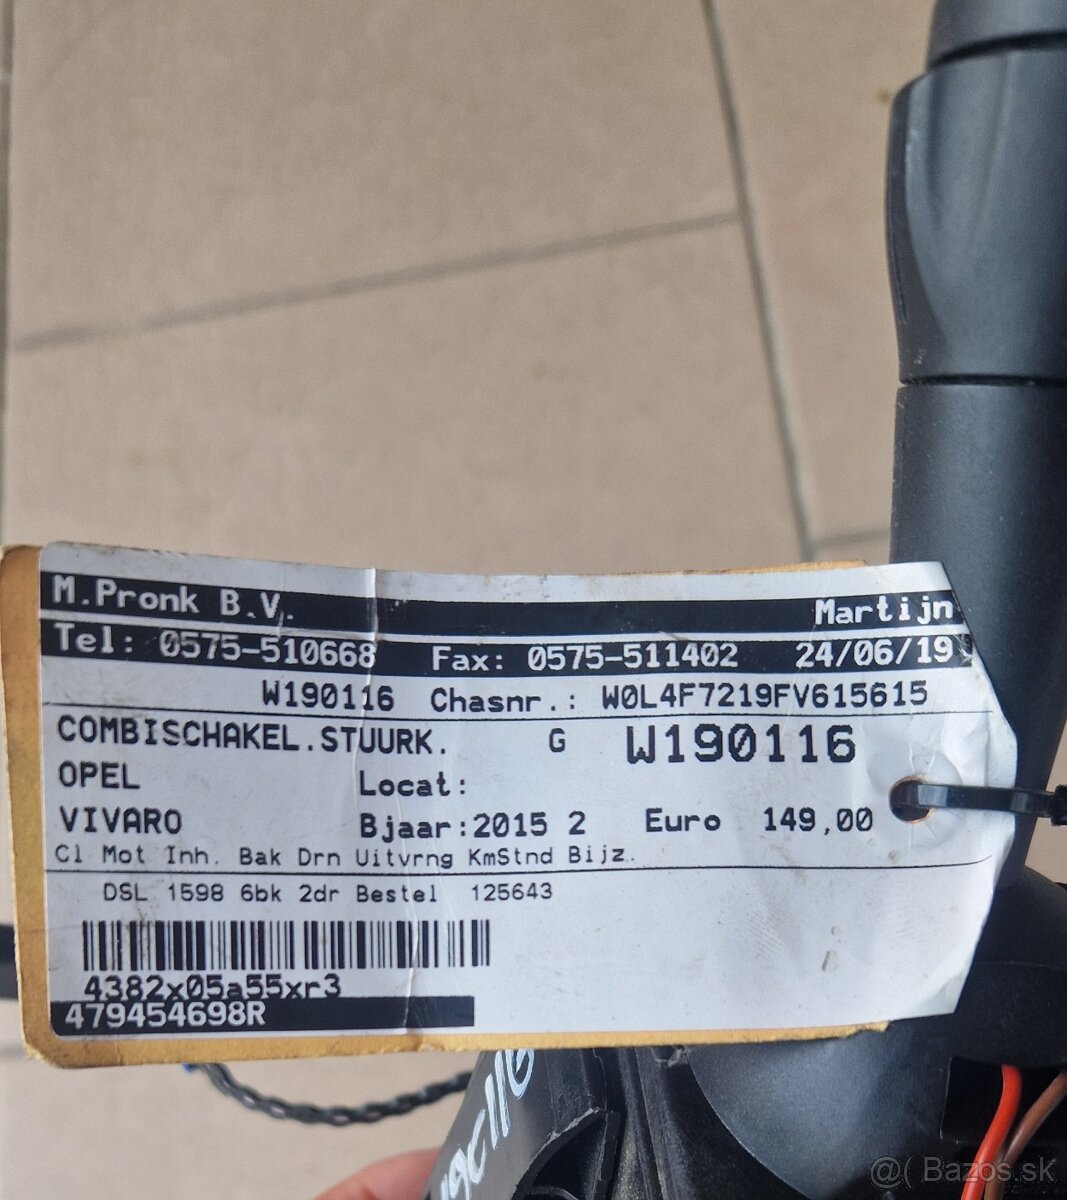 M.Pronk B.V. Martijn
Tel: 0575-510668 Fax: 0575-511402 24/06/19
W190116 Chasnr.: W0L4F7219FV615615
COMBISCHAKEL.STUURK. G W190116
OPEL Locat:
VIVARO Bjaar:2015 2 Euro 149,00
Cl Mot Inh. Bak Drn Uitvrng KmStnd Bijz.
DSL 1598 6bk 2dr Bestel 125643
4382x05a55xr3
479454698R
@( Bazos.sk